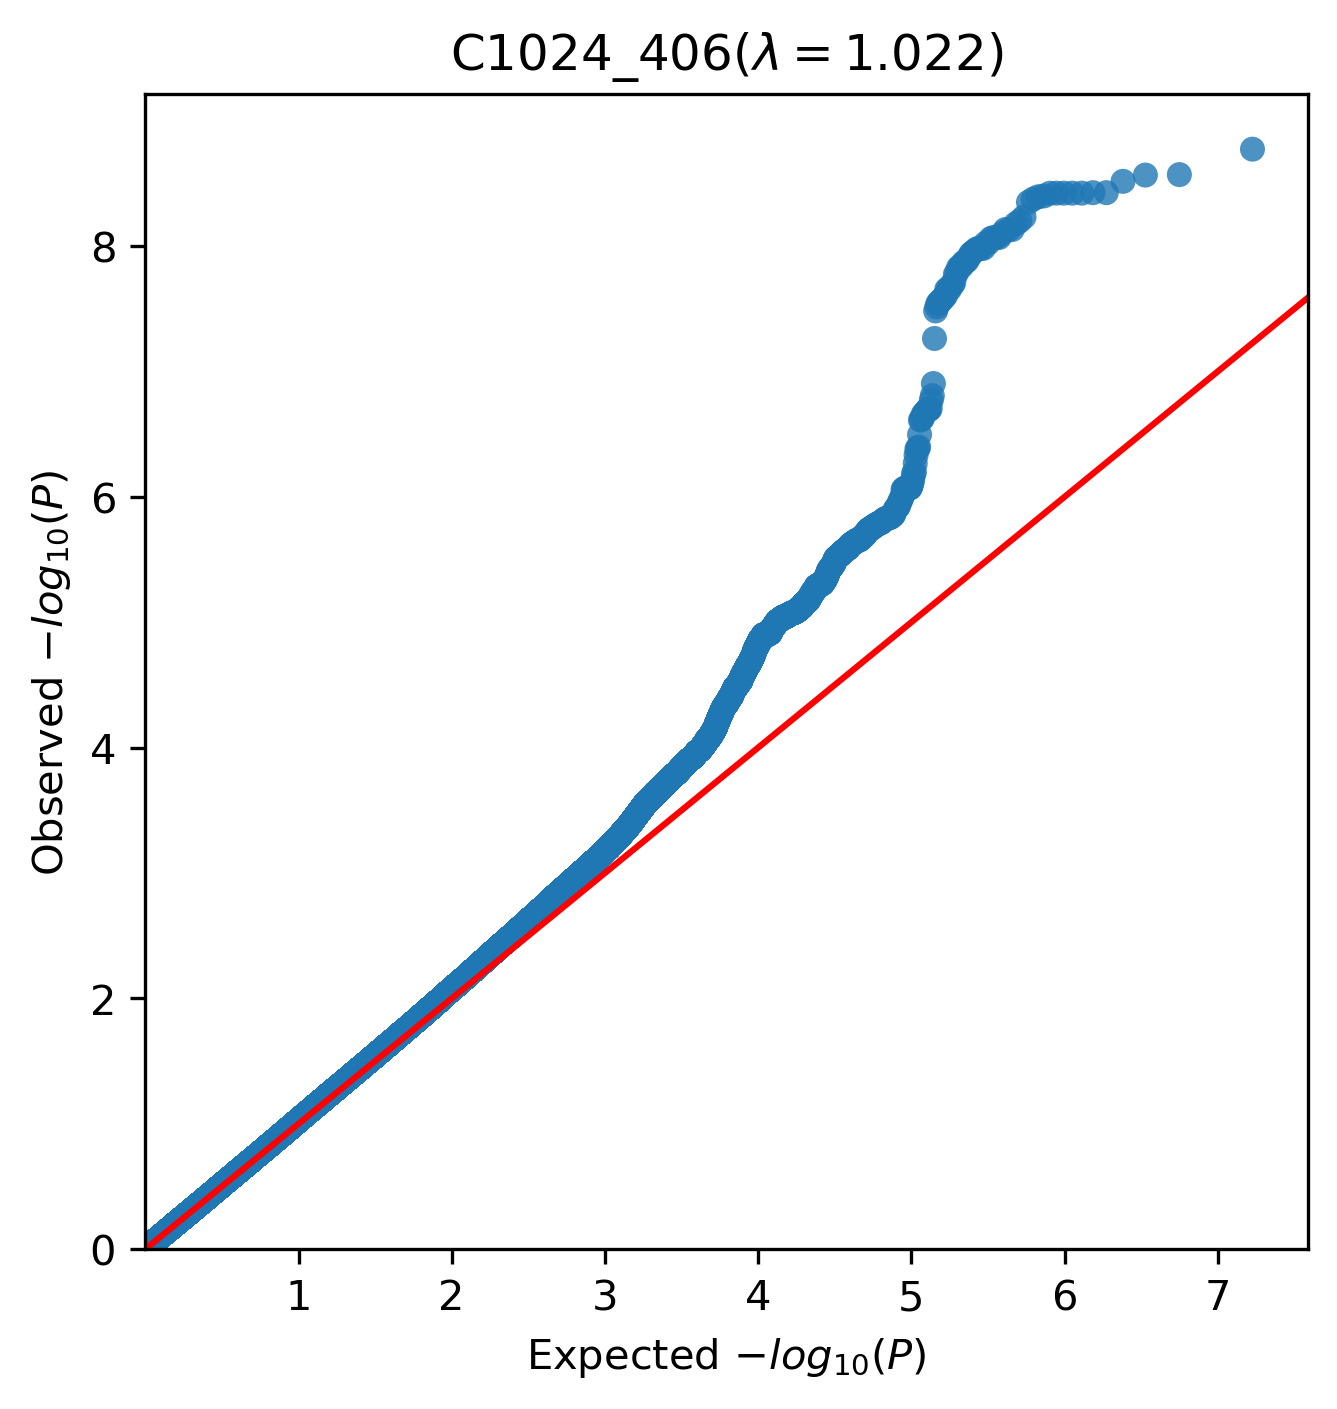 C1024_406(λ = 1.022)
8
6
4
2
0
Observed −log₁₀(P)
1 2 3 4 5 6 7
Expected −log₁₀(P)